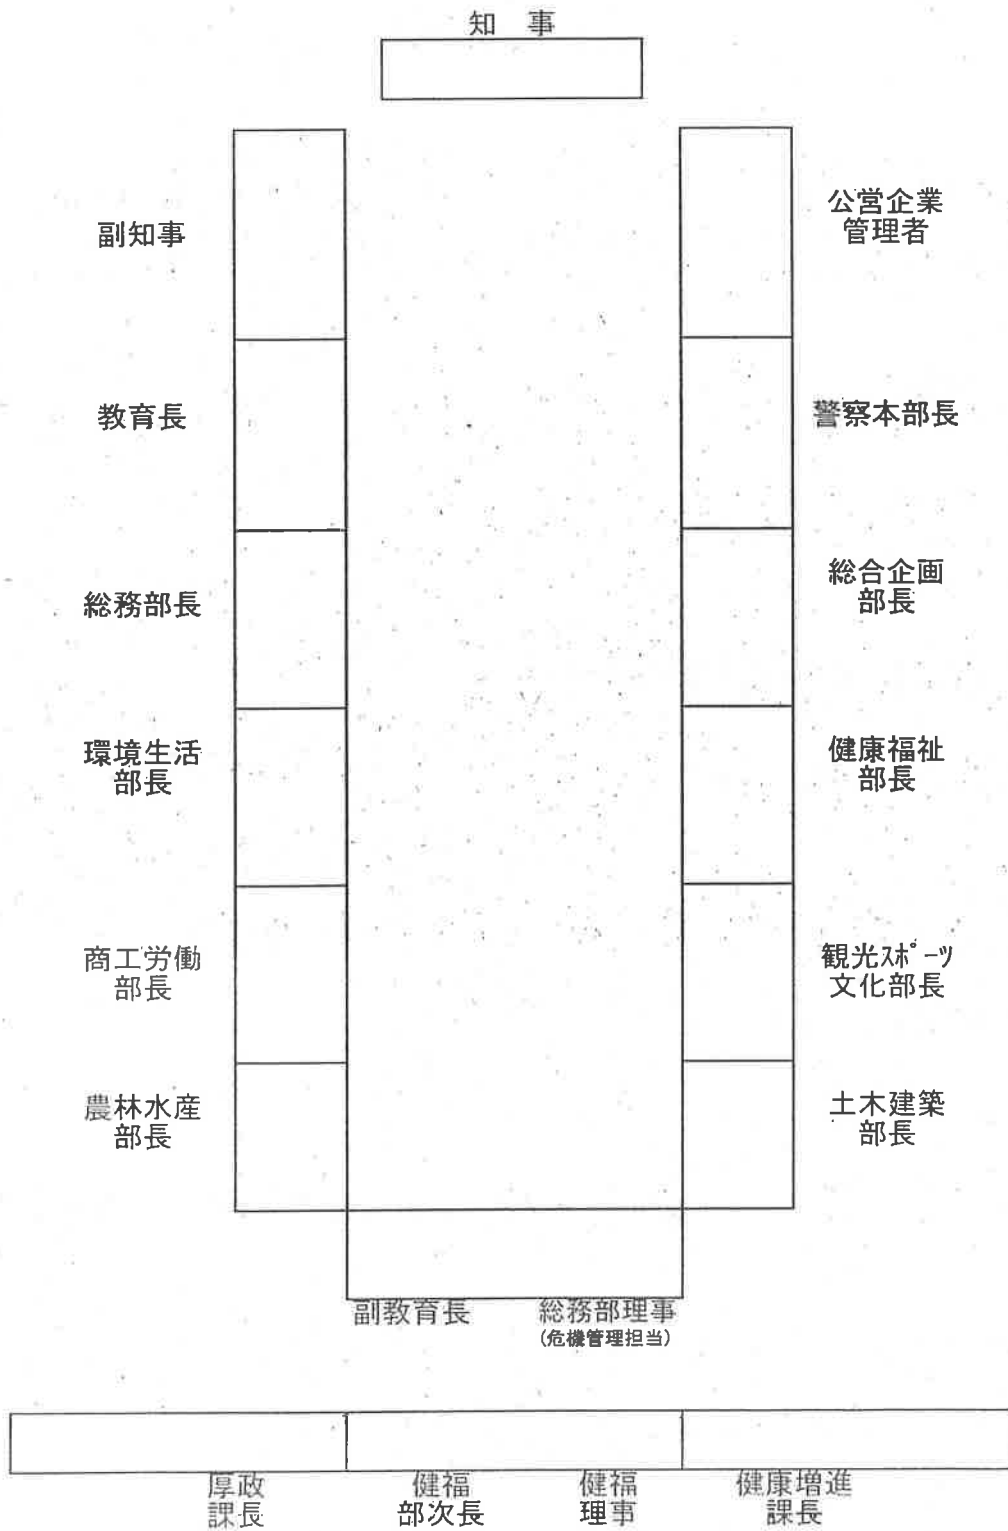 知 事
副知事
公営企業
管理者
教育長
警察本部長
総務部長
総合企画
部長
環境生活
部長
健康福祉
部長
商工労働
部長
観光ｽﾎﾟｰﾂ
文化部長
農林水産
部長
土木建築
部長
副教育長
総務部理事
(危機管理担当)
厚政
課長
健福
部次長
健福
理事
健康増進
課長